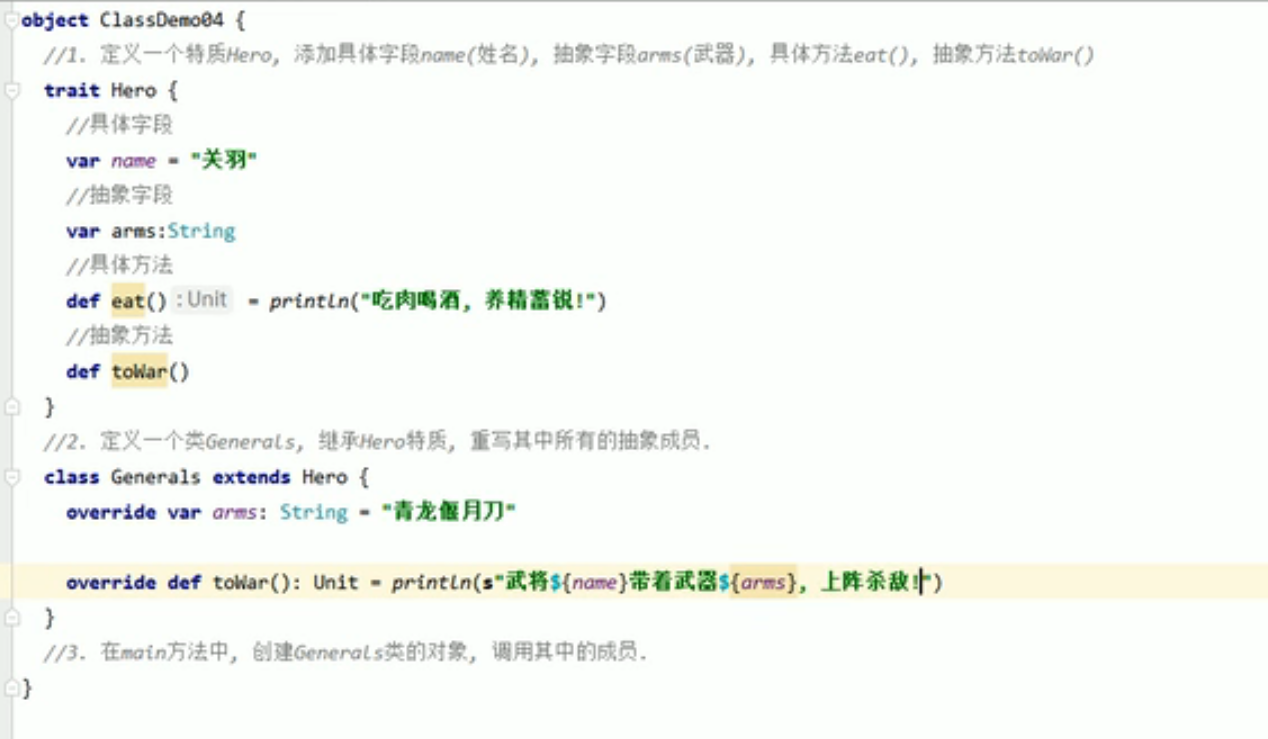 object ClassDemo04 {
//1. 定义一个特质Hero, 添加具体字段name(姓名), 抽象字段arms(武器), 具体方法eat(), 抽象方法toWar()
trait Hero {
//具体字段
var name = "关羽"
//抽象字段
var arms:String
//具体方法
def eat() : Unit = println("吃肉喝酒, 养精蓄锐!")
//抽象方法
def toWar()
}
//2. 定义一个类Generals, 继承Hero特质, 重写其中所有的抽象成员.
class Generals extends Hero {
override var arms: String = "青龙偃月刀"
override def toWar(): Unit = println(s"武将${name}带着武器${arms}, 上阵杀敌!")
}
//3. 在main方法中, 创建Generals类的对象, 调用其中的成员.
}